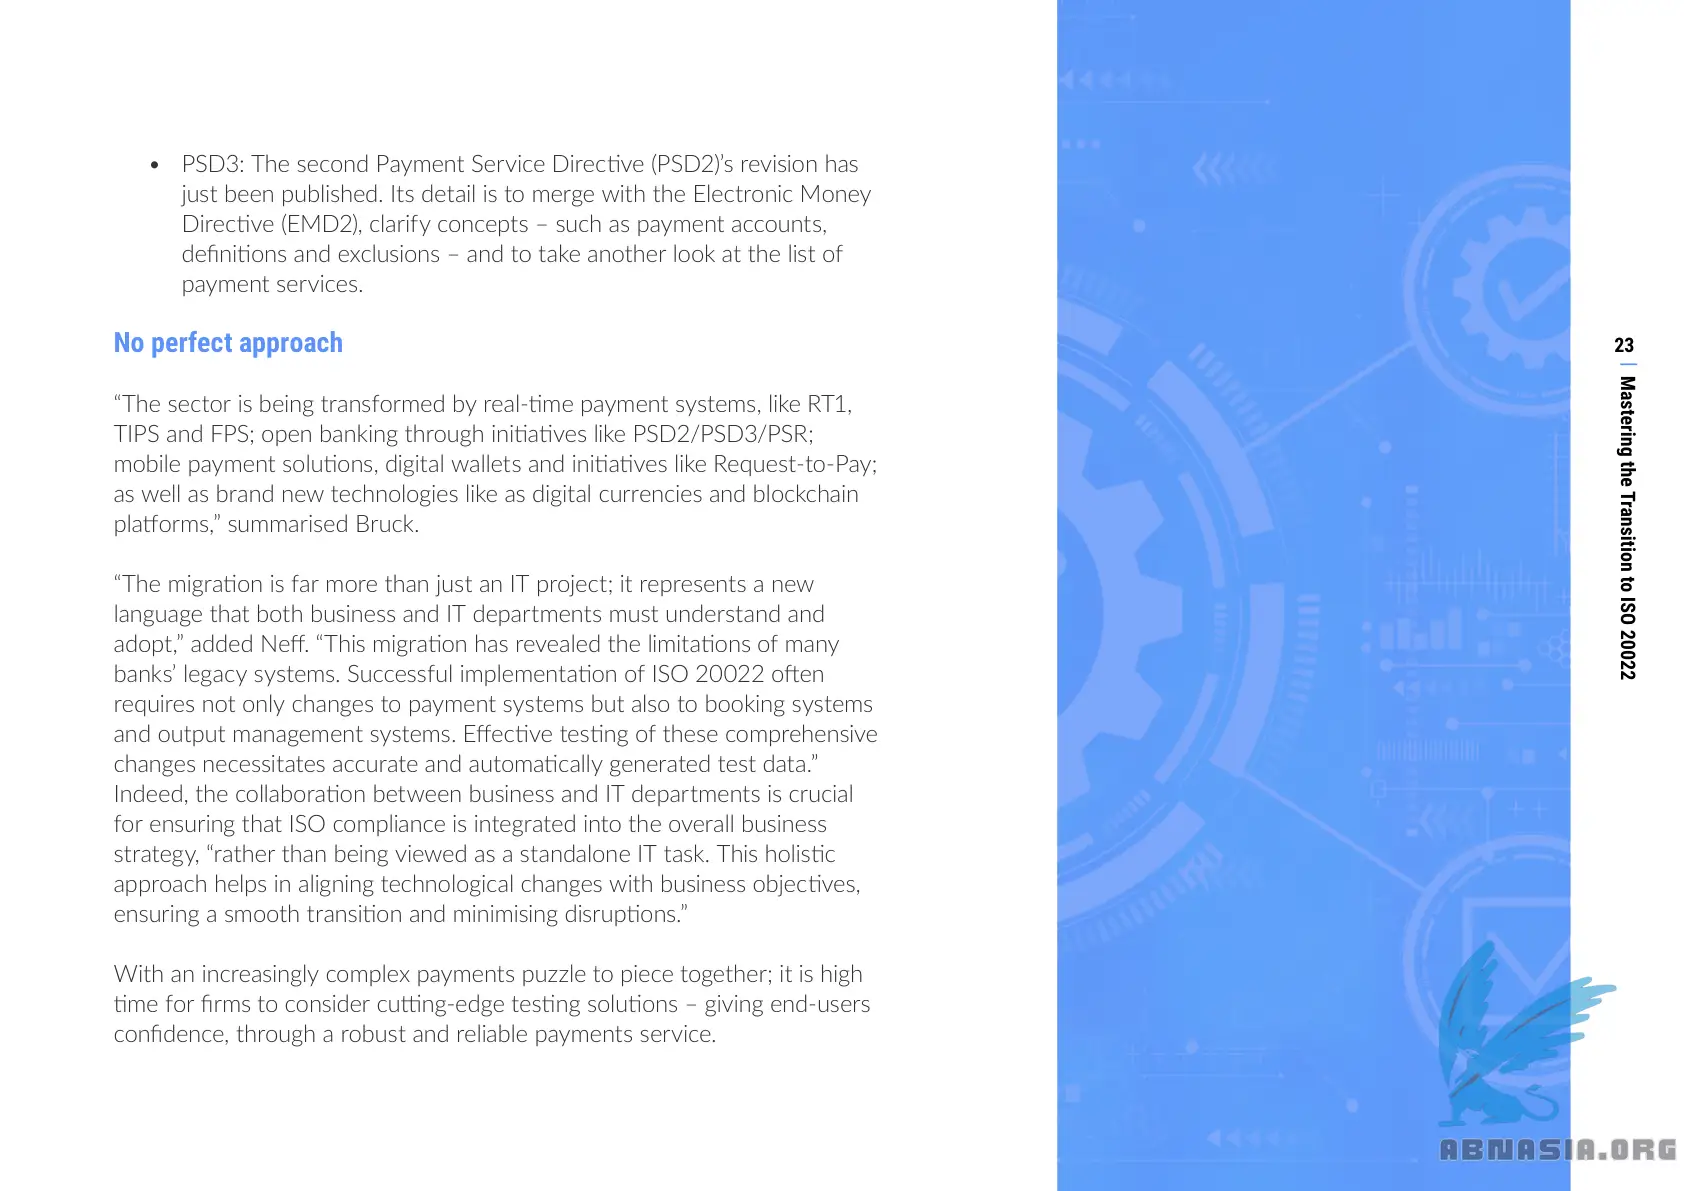 • PSD3: The second Payment Service Directive (PSD2)’s revision has
just been published. Its detail is to merge with the Electronic Money
Directive (EMD2), clarify concepts – such as payment accounts,
definitions and exclusions – and to take another look at the list of
payment services.
No perfect approach
“The sector is being transformed by real-time payment systems, like RT1,
TIPS and FPS; open banking through initiatives like PSD2/PSD3/PSR;
mobile payment solutions, digital wallets and initiatives like Request-to-Pay;
as well as brand new technologies like as digital currencies and blockchain
platforms,” summarised Bruck.
“The migration is far more than just an IT project; it represents a new
language that both business and IT departments must understand and
adopt,” added Neff. “This migration has revealed the limitations of many
banks’ legacy systems. Successful implementation of ISO 20022 often
requires not only changes to payment systems but also to booking systems
and output management systems. Effective testing of these comprehensive
changes necessitates accurate and automatically generated test data.”
Indeed, the collaboration between business and IT departments is crucial
for ensuring that ISO compliance is integrated into the overall business
strategy, “rather than being viewed as a standalone IT task. This holistic
approach helps in aligning technological changes with business objectives,
ensuring a smooth transition and minimising disruptions.”
With an increasingly complex payments puzzle to piece together; it is high
time for firms to consider cutting-edge testing solutions – giving end-users
confidence, through a robust and reliable payments service.
23
| Mastering the Transition to ISO 20022
ABNASIA.ORG